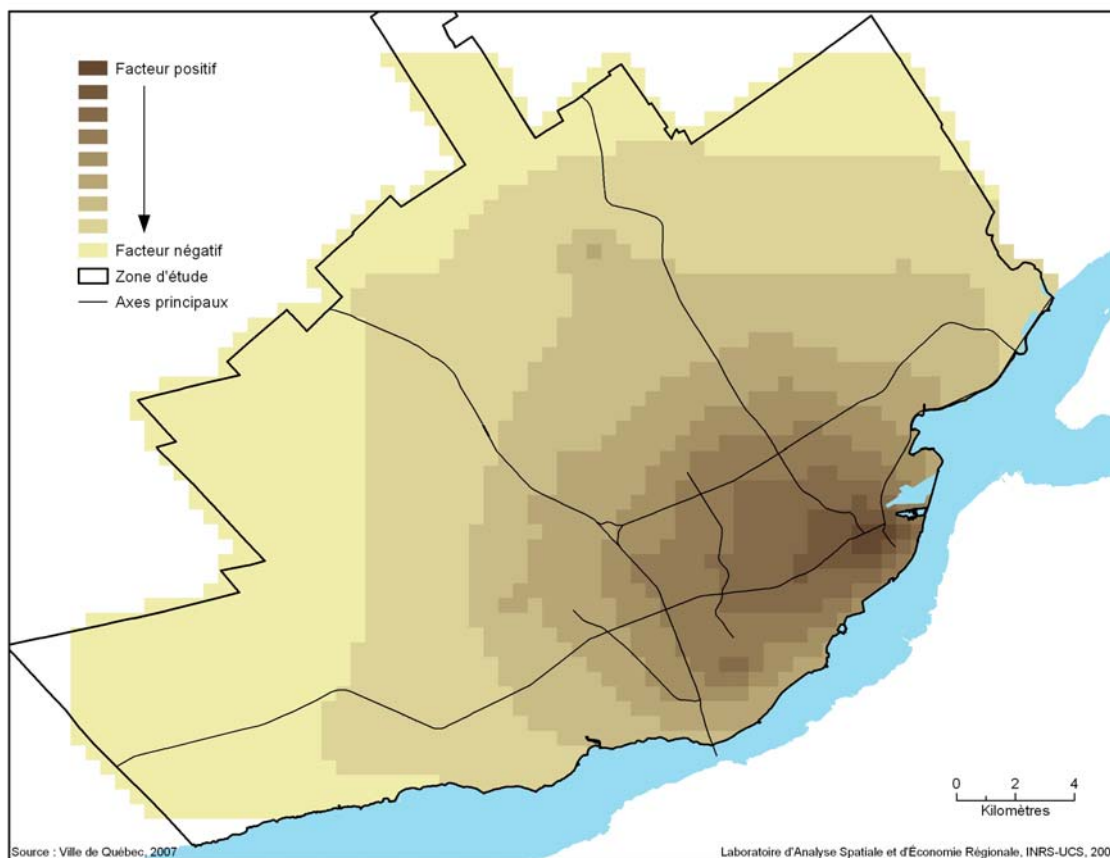 Facteur positif
Facteur négatif
Zone d'étude
Axes principaux
0 2 4
Kilomètres
Source : Ville de Québec, 2007
Laboratoire d'Analyse Spatiale et d'Économie Régionale, INRS-UCS, 200